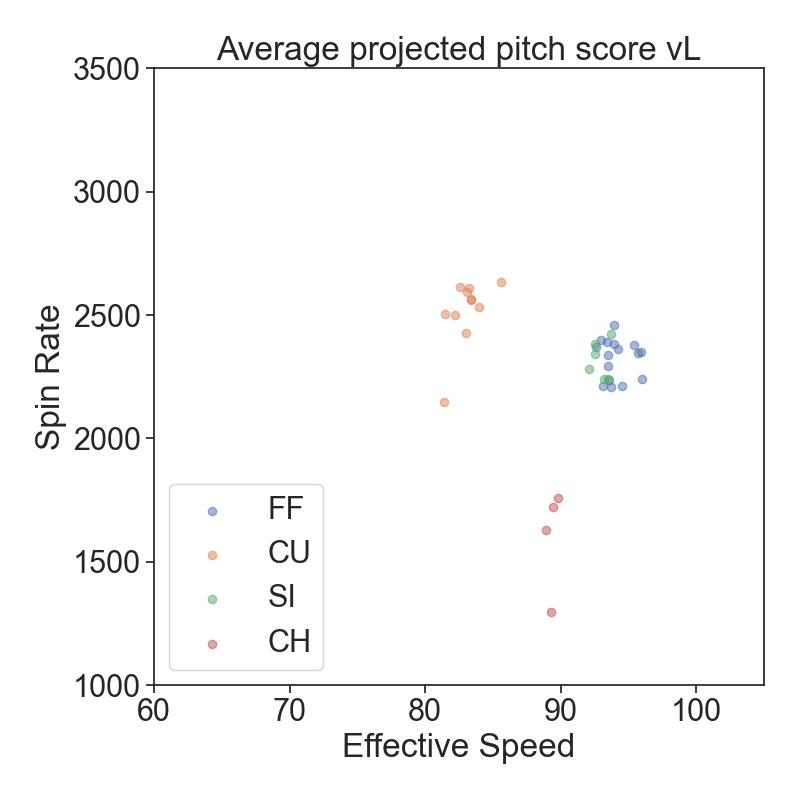 Average projected pitch score vL
3500
3000
2500
2000
1500
1000
Spin Rate
FF
CU
SI
CH
60 70 80 90 100
Effective Speed